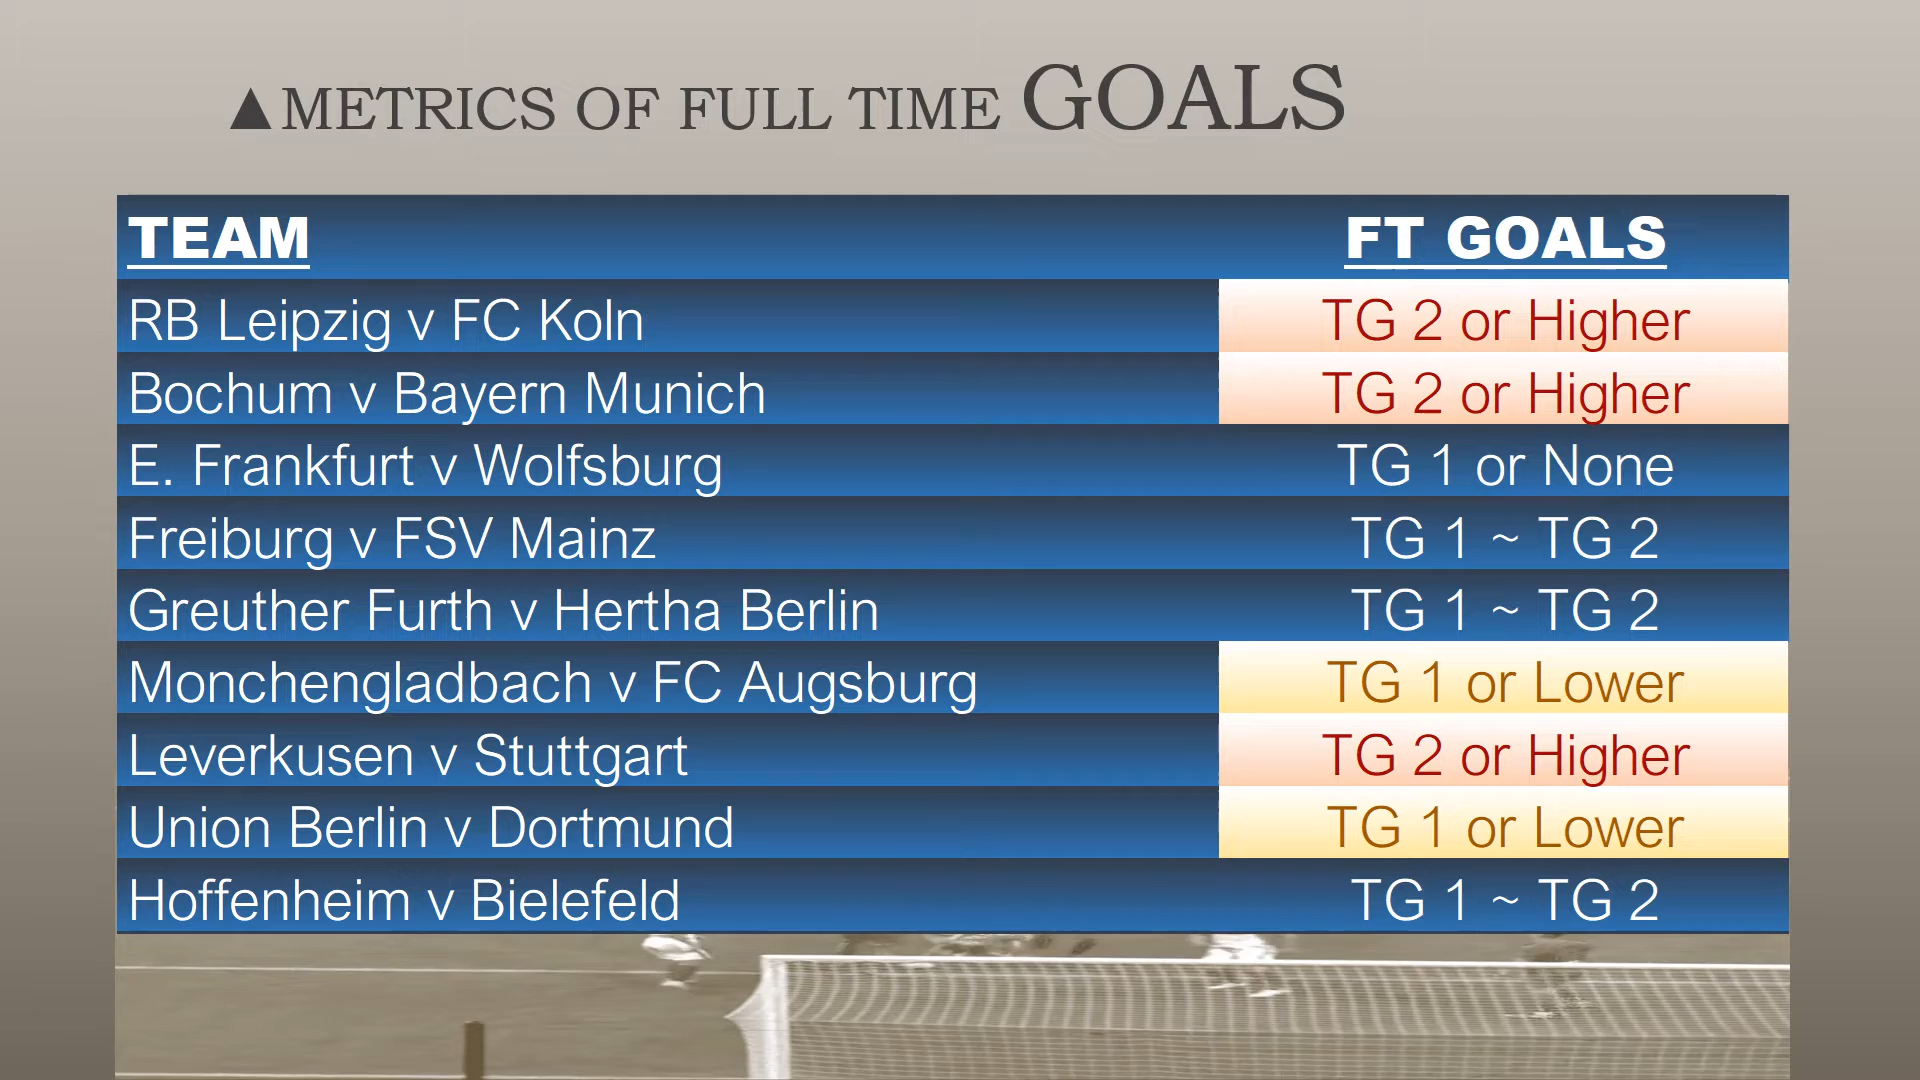 ▲METRICS OF FULL TIME GOALS
TEAM FT GOALS
RB Leipzig v FC Koln TG 2 or Higher
Bochum v Bayern Munich TG 2 or Higher
E. Frankfurt v Wolfsburg TG 1 or None
Freiburg v FSV Mainz TG 1 ~ TG 2
Greuther Furth v Hertha Berlin TG 1 ~ TG 2
Monchengladbach v FC Augsburg TG 1 or Lower
Leverkusen v Stuttgart TG 2 or Higher
Union Berlin v Dortmund TG 1 or Lower
Hoffenheim v Bielefeld TG 1 ~ TG 2